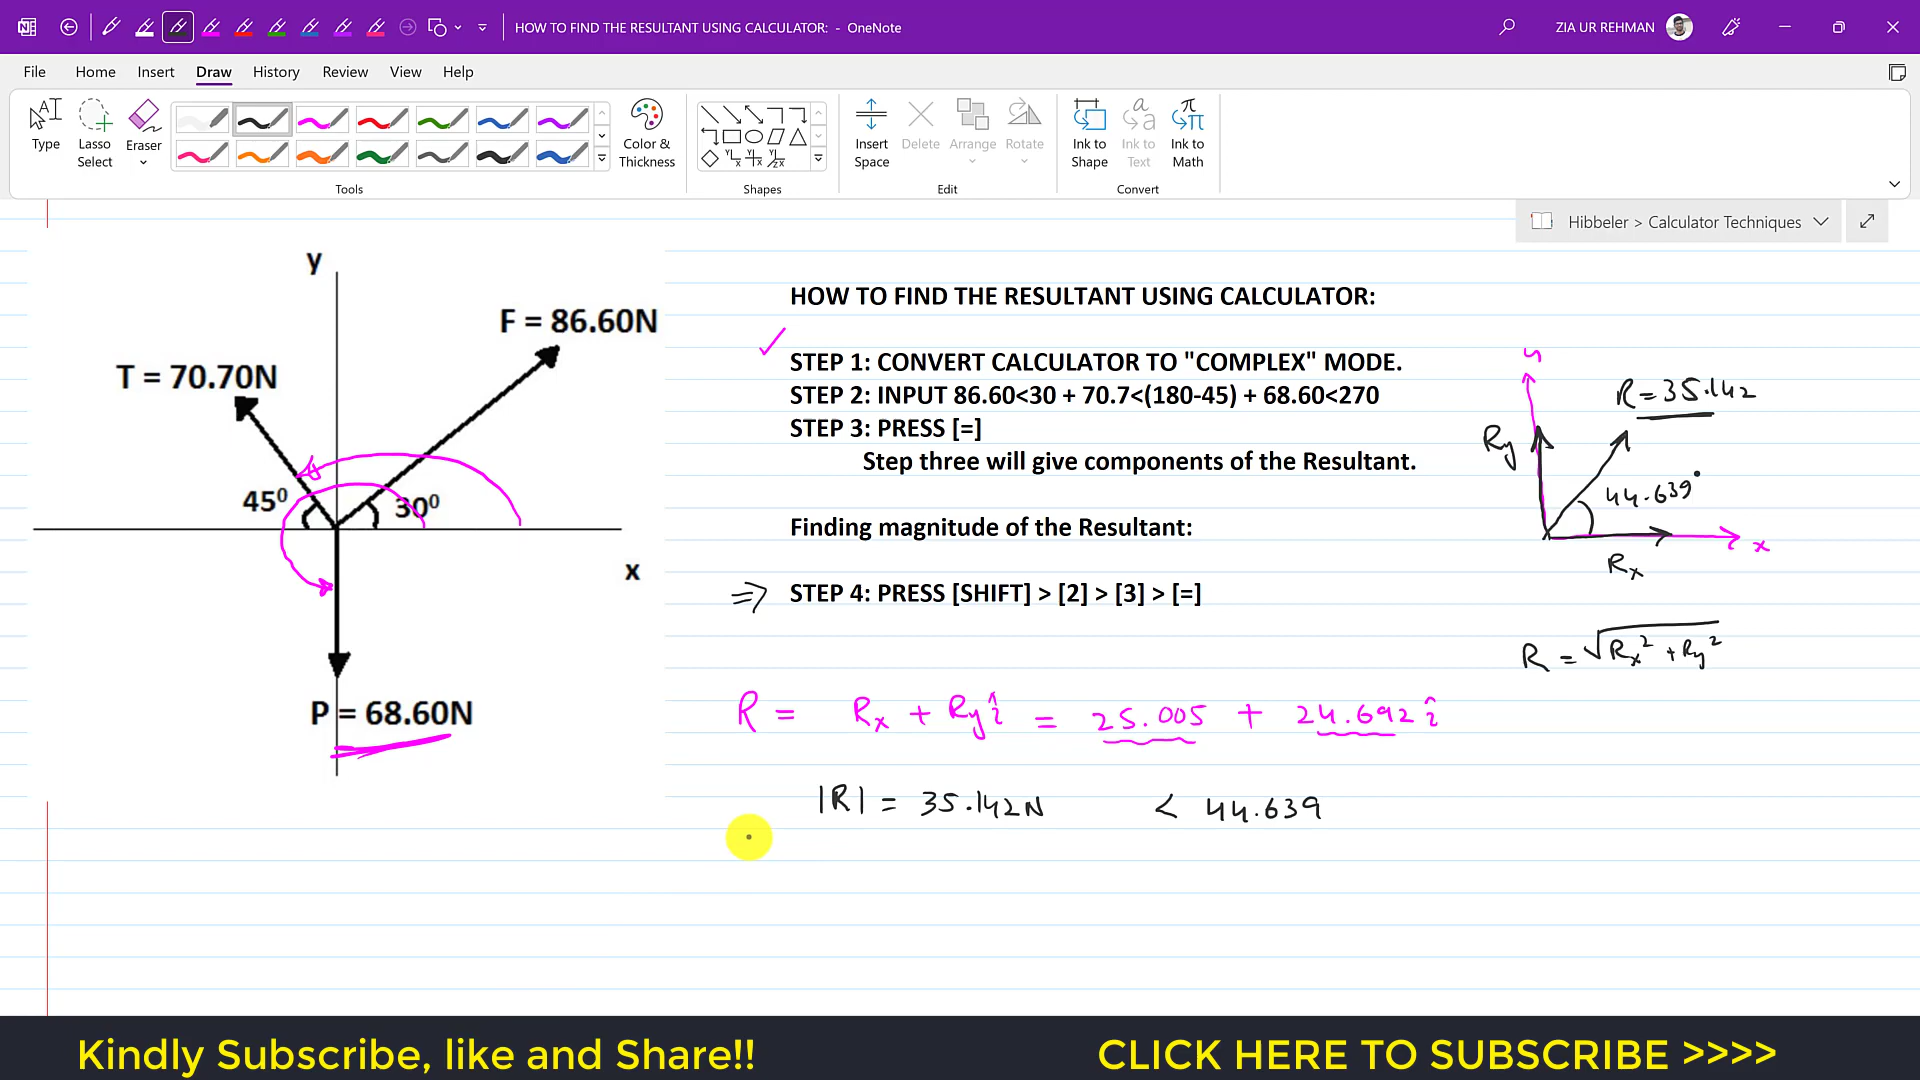 HOW TO FIND THE RESULTANT USING CALCULATOR: - OneNote
ZIA UR REHMAN
File Home Insert Draw History Review View Help
Type
Lasso Select
Eraser
Color & Thickness
Insert Space
Delete
Arrange
Rotate
Ink to Shape
Ink to Text
Ink to Math
Tools Shapes Edit Convert
Hibbeler > Calculator Techniques
y
F = 86.60N
T = 70.70N
45⁰
30⁰
x
P = 68.60N
HOW TO FIND THE RESULTANT USING CALCULATOR:
STEP 1: CONVERT CALCULATOR TO "COMPLEX" MODE.
STEP 2: INPUT 86.60<30 + 70.7<(180-45) + 68.60<270
STEP 3: PRESS [=]
Step three will give components of the Resultant.
Finding magnitude of the Resultant:
⇒ STEP 4: PRESS [SHIFT] > [2] > [3] > [=]
R = Rx + Ry î = 25.005 + 24.692 î
|R| = 35.142N < 44.639
y
R = 35.142
Ry
44.639°
x
Rx
R = √Rx² + Ry²
Kindly Subscribe, like and Share!!
CLICK HERE TO SUBSCRIBE >>>>